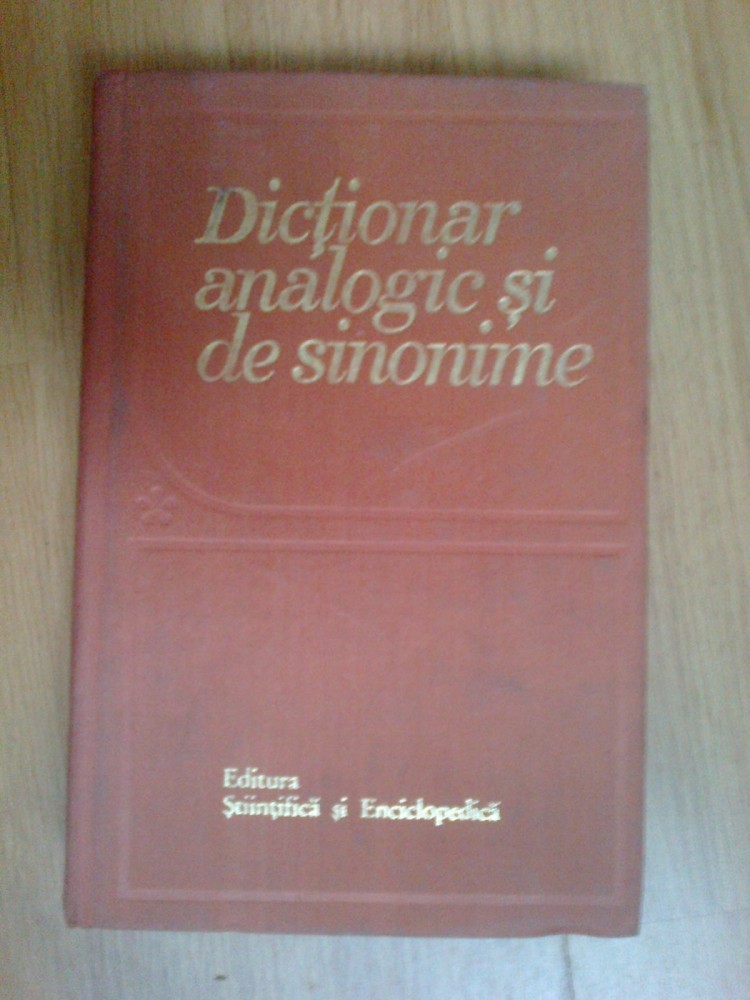 Dicționar
analogic și
de sinonime
Editura
Științifică și Enciclopedică